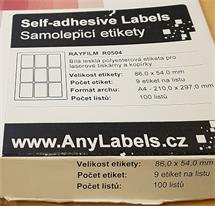 Self-adhesive Labels
Samolepicí etikety
RAYFILM R0504
Bílá lesklá polyesterová etiketa pro
laserové tiskárny a kopírky
Velikost etikety: 86,0 x 54,0 mm
Počet etiket: 9 etiket na listu
Formát archu: A4 - 210,0 x 297,0 mm
Počet listů: 100 listů
www.AnyLabels.cz
Velikost etikety: 86,0 x 54,0 mm
Počet etiket: 9 etiket na listu
Počet listů: 100 listů